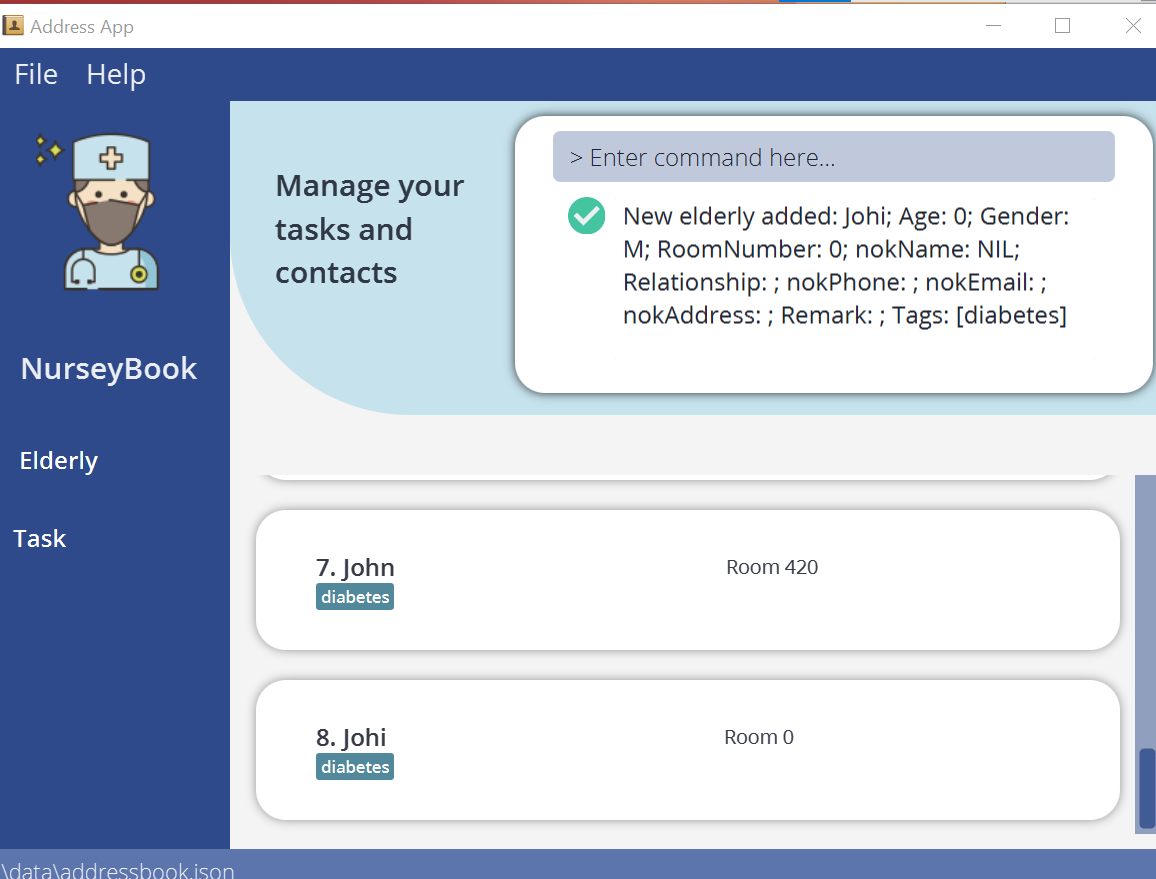 Address App
File Help
Manage your
tasks and
contacts
> Enter command here...
New elderly added: Johi; Age: 0; Gender:
M; RoomNumber: 0; nokName: NIL;
Relationship: ; nokPhone: ; nokEmail: ;
nokAddress: ; Remark: ; Tags: [diabetes]
NurseyBook
Elderly
Task
7. John
Room 420
diabetes
8. Johi
Room 0
diabetes
\data\addressbook.json